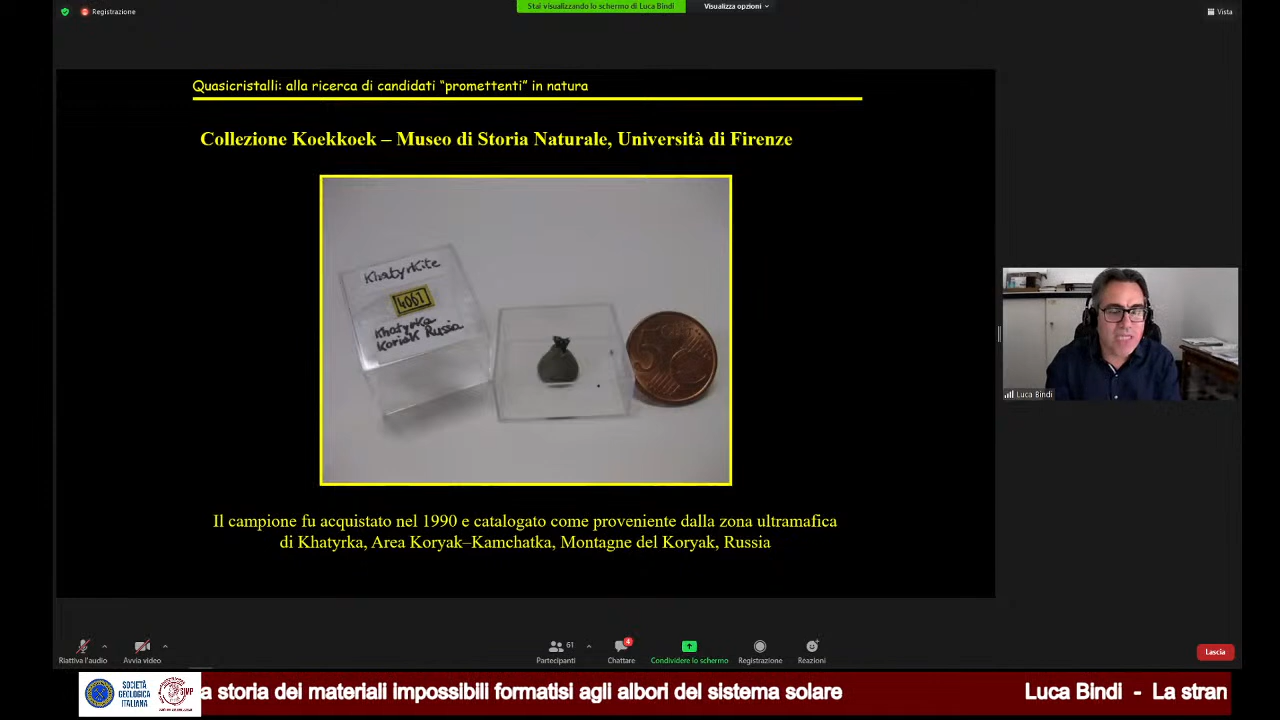 Registrazione
Stai visualizzando lo schermo di Luca Bindi
Visualizza opzioni
Vista
Quasicristalli: alla ricerca di candidati “promettenti” in natura
Collezione Koekkoek – Museo di Storia Naturale, Università di Firenze
KhatyrKite
4061
Khatyrka
Koriak Russia
5
Luca Bindi
Il campione fu acquistato nel 1990 e catalogato come proveniente dalla zona ultramafica
di Khatyrka, Area Koryak–Kamchatka, Montagne del Koryak, Russia
61
4
Riattiva l'audio
Avvia video
Partecipanti
Chattare
Condividere lo schermo
Registrazione
Reazioni
Lascia
SOCIETÀ
GEOLOGICA
ITALIANA
a storia dei materiali impossibili formatisi agli albori del sistema solare
Luca Bindi - La stran